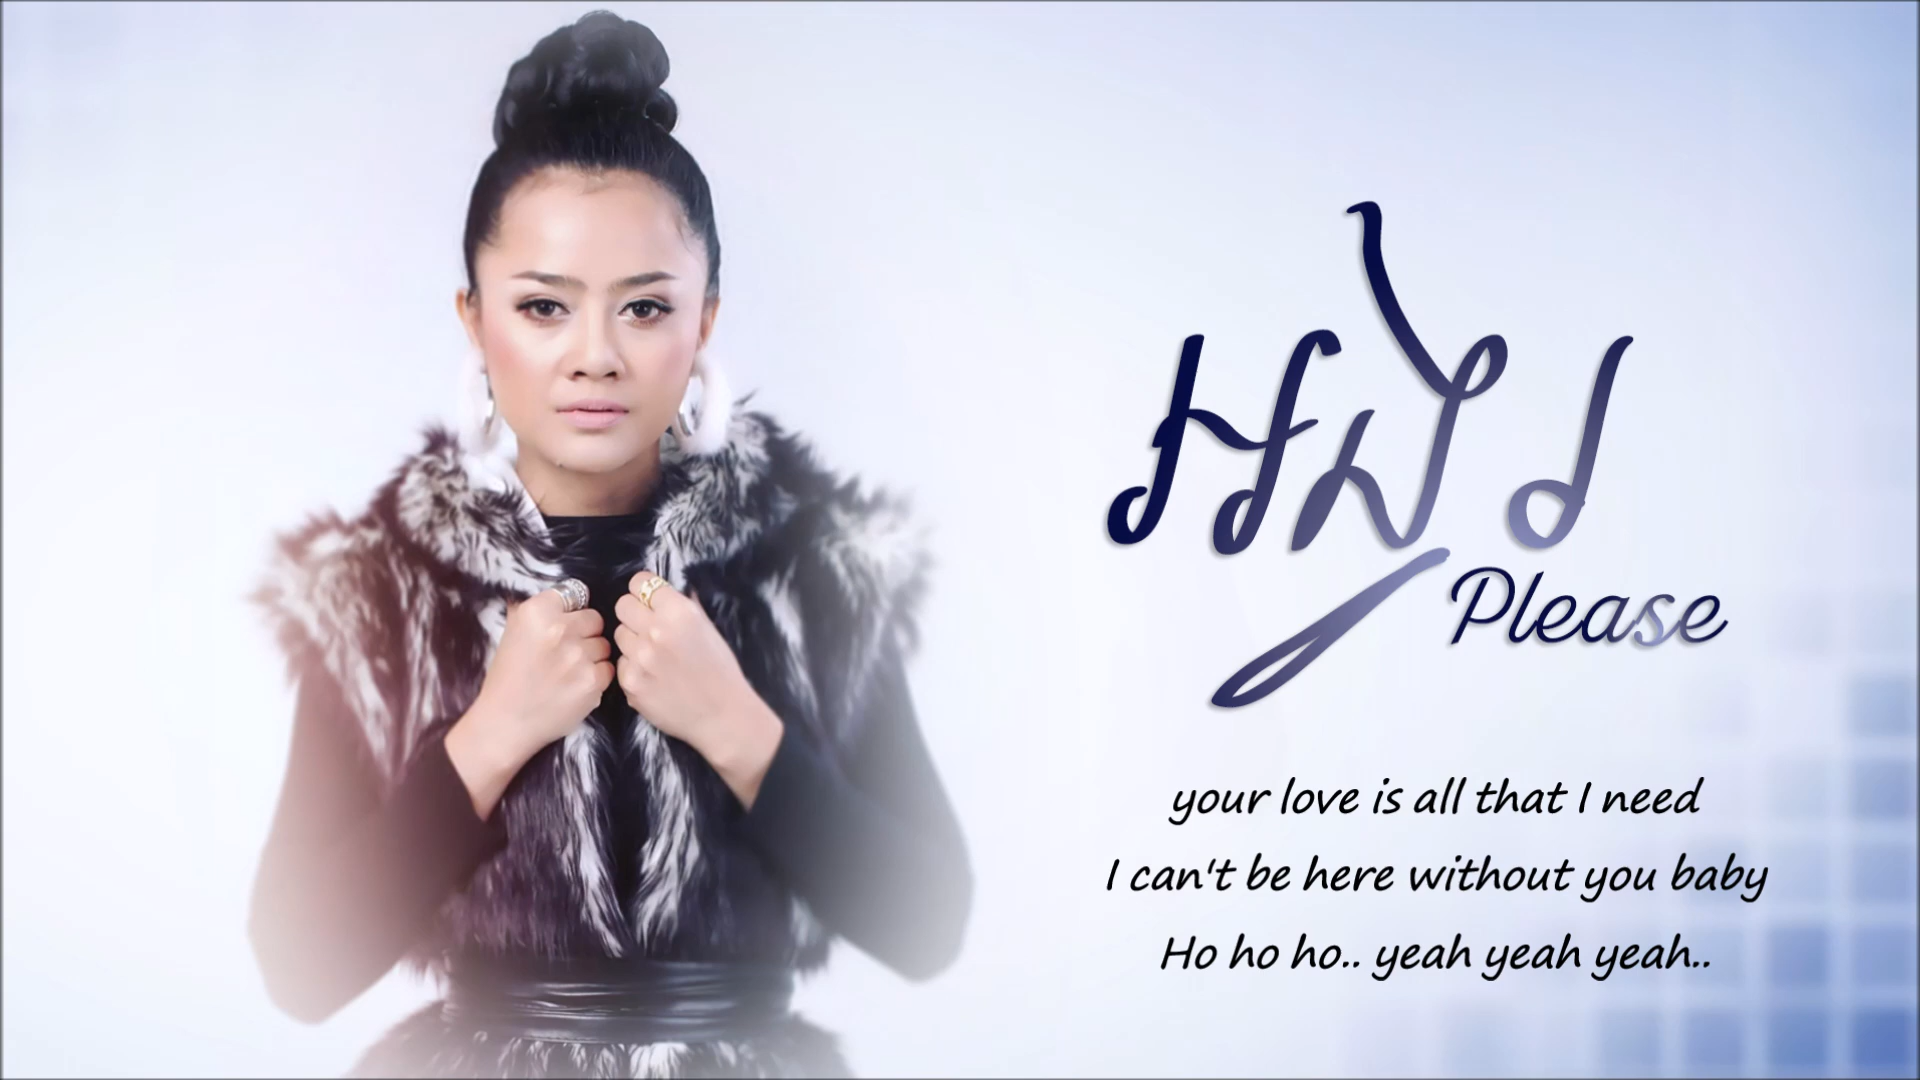 Please
your love is all that I need
I can't be here without you baby
Ho ho ho.. yeah yeah yeah..